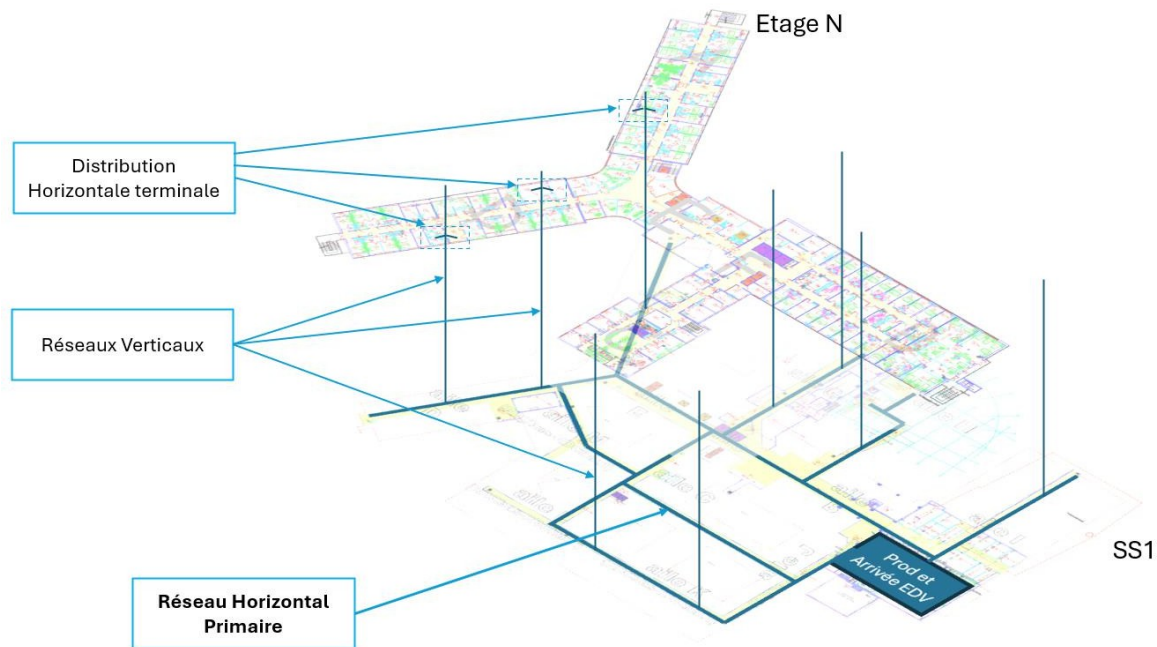 Etage N
Distribution
Horizontale terminale
Réseaux Verticaux
SS1
Prod et
Arrivée EDV
Réseau Horizontal
Primaire